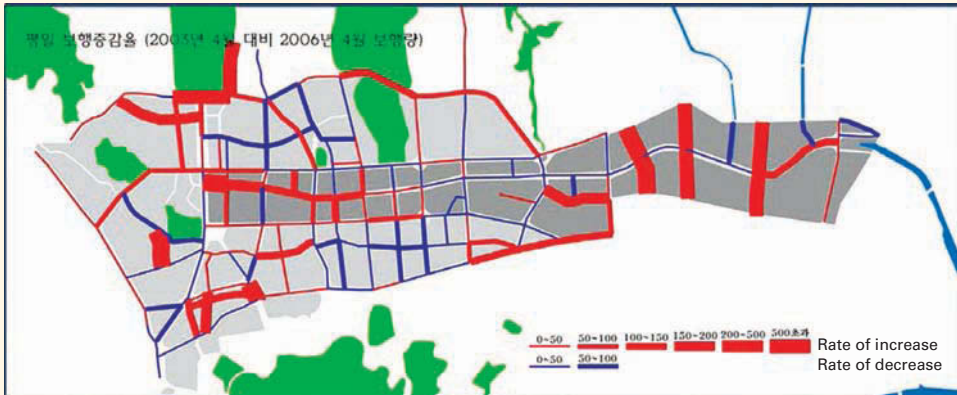 평일 보행증감율 (2003년 4월 대비 2006년 4월 보행량)
0~50 50~100 100~150 150~200 200~500 500초과 Rate of increase
0~50 50~100 Rate of decrease